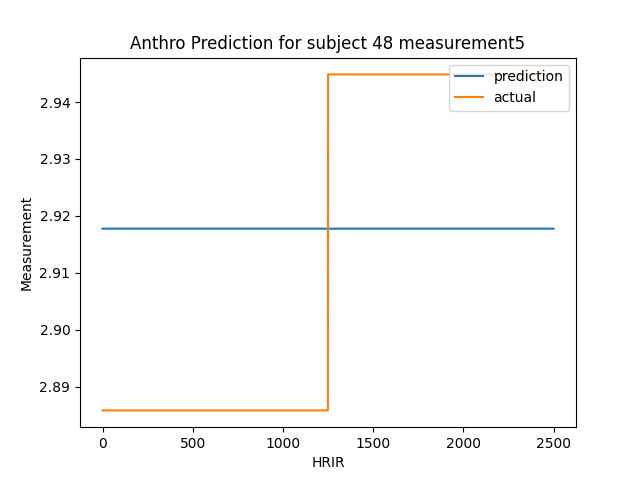 Anthro Prediction for subject 48 measurement5
prediction
actual
2.94
2.93
2.92
2.91
2.90
2.89
Measurement
0 500 1000 1500 2000 2500
HRIR